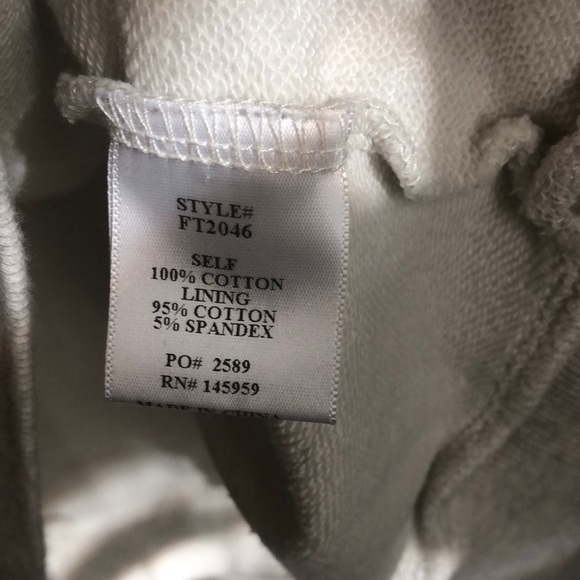 STYLE#
FT2046
SELF
100% COTTON
LINING
95% COTTON
5% SPANDEX
PO# 2589
RN# 145959
MADE IN CHINA